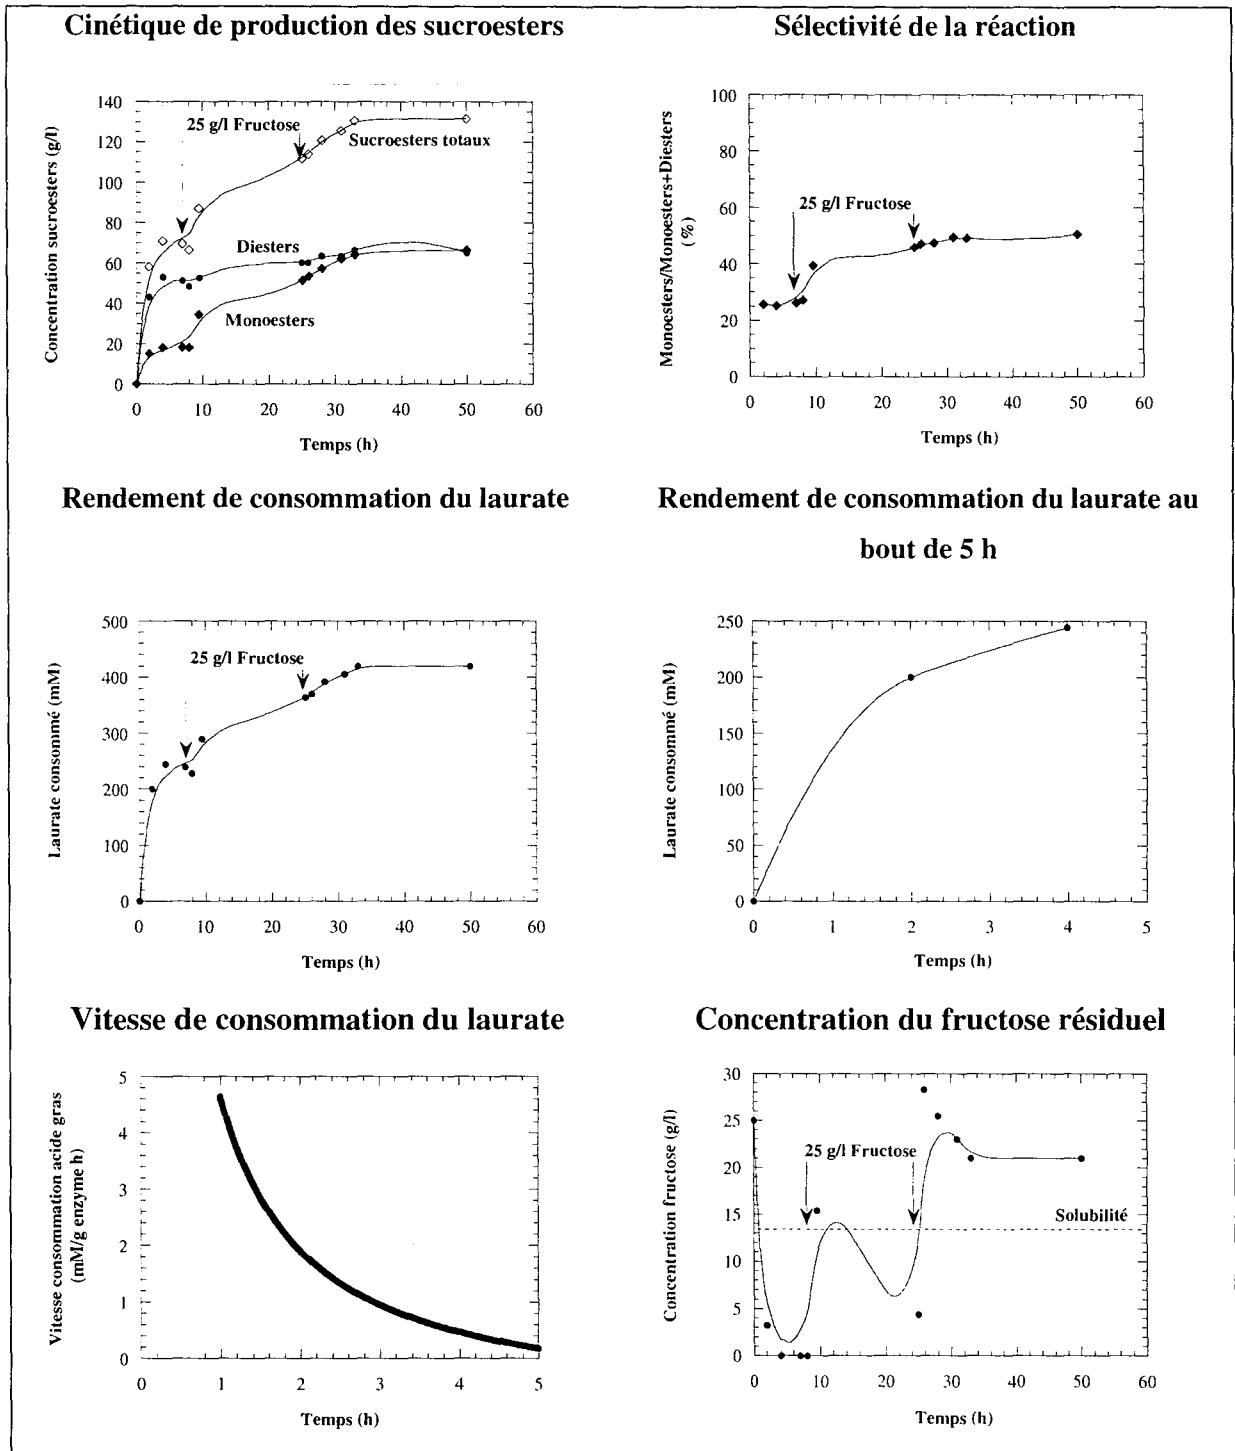 Cinétique de production des sucroesters
Concentration sucroesters (g/l)
140
120
100
80
60
40
20
0
25 g/l Fructose
Sucroesters totaux
Diesters
Monoesters
0 10 20 30 40 50 60
Temps (h)
Sélectivité de la réaction
Monoesters/Monoesters+Diesters
(%)
100
80
60
40
20
0
25 g/l Fructose
0 10 20 30 40 50 60
Temps (h)
Rendement de consommation du laurate
Laurate consommé (mM)
500
400
300
200
100
0
25 g/l Fructose
0 10 20 30 40 50 60
Temps (h)
Rendement de consommation du laurate au
bout de 5 h
Laurate consommé (mM)
250
200
150
100
50
0
0 1 2 3 4 5
Temps (h)
Vitesse de consommation du laurate
Vitesse consommation acide gras
(mM/g enzyme h)
5
4
3
2
1
0
0 1 2 3 4 5
Temps (h)
Concentration du fructose résiduel
Concentration fructose (g/l)
30
25
20
15
10
5
0
25 g/l Fructose
Solubilité
0 10 20 30 40 50 60
Temps (h)